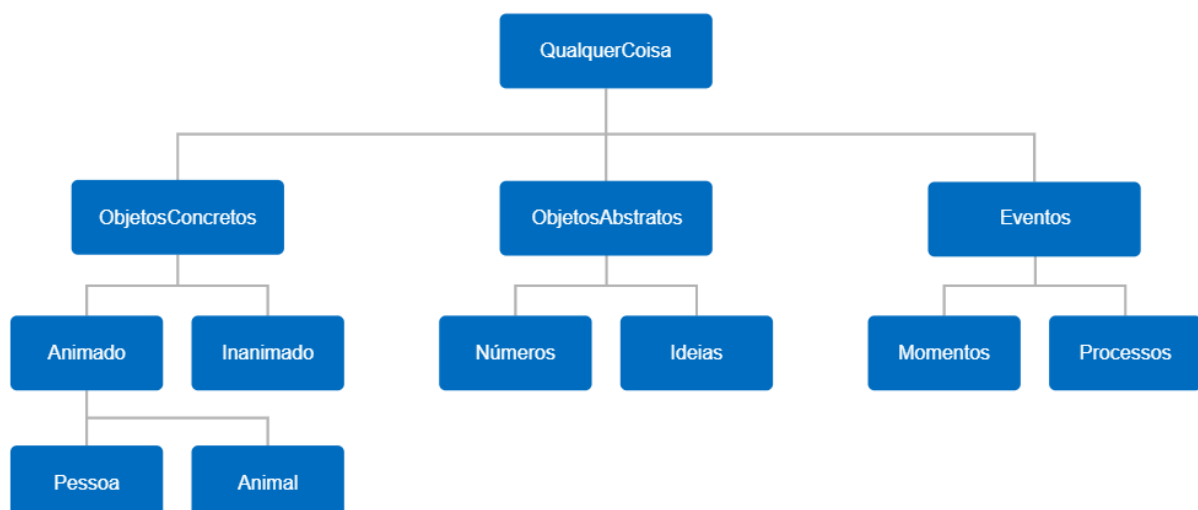 QualquerCoisa
ObjetosConcretos
ObjetosAbstratos
Eventos
Animado
Inanimado
Números
Ideias
Momentos
Processos
Pessoa
Animal